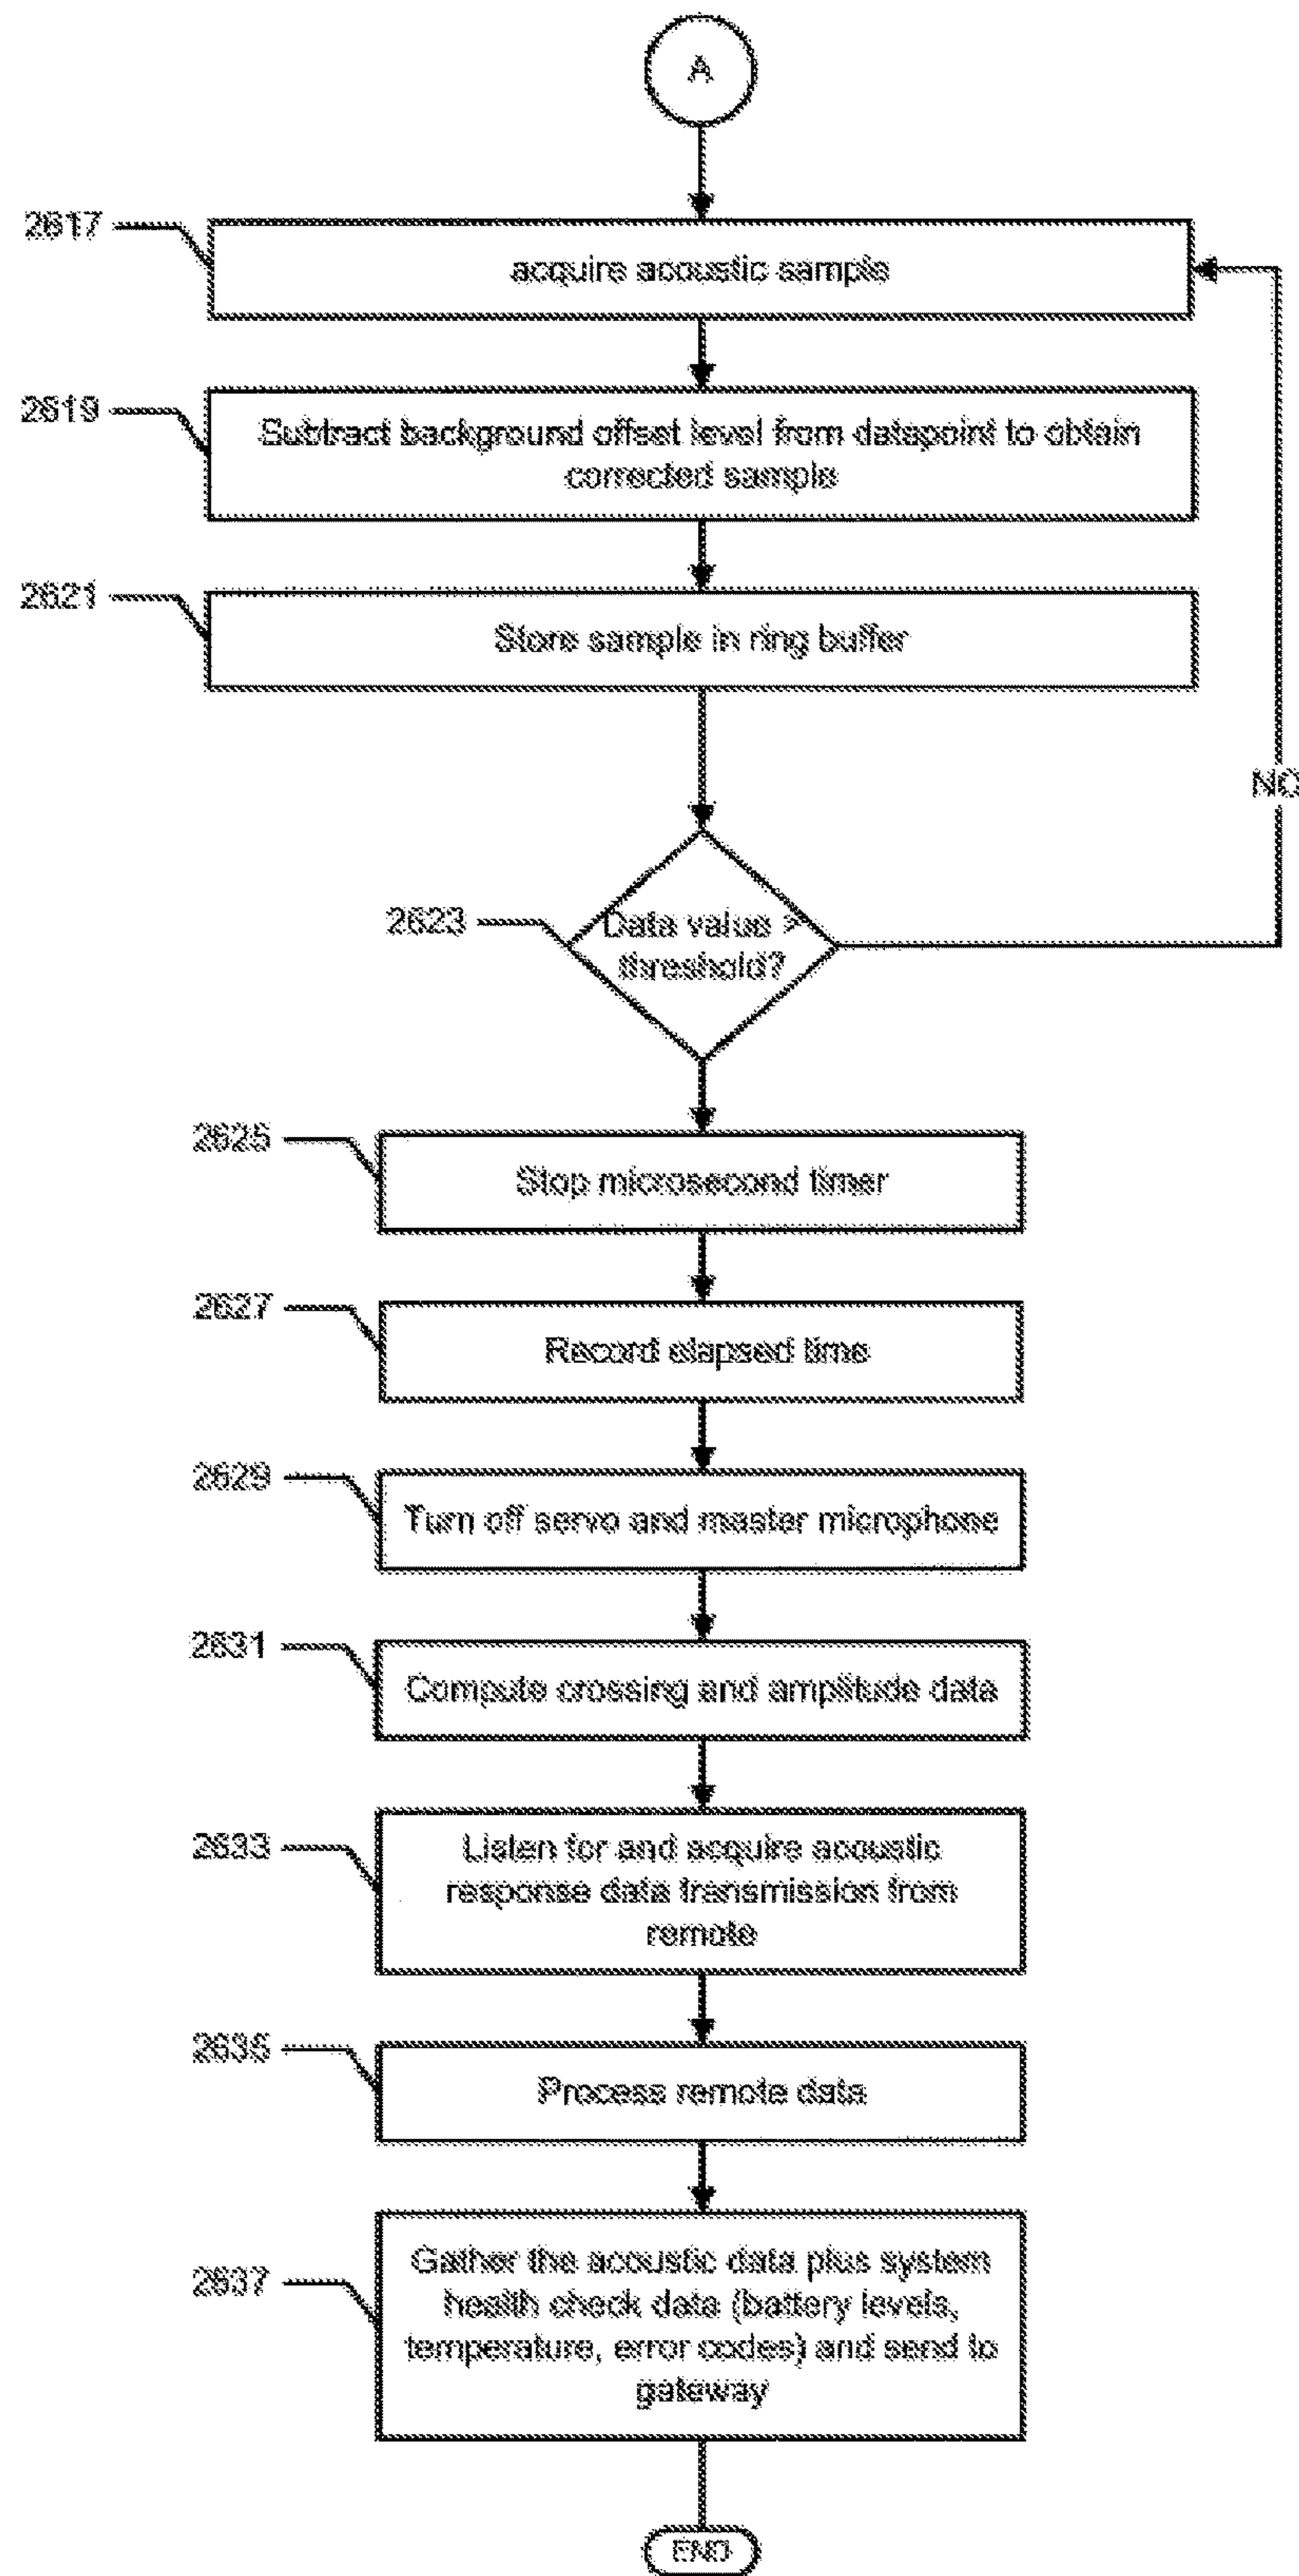 A
2617
acquire acoustic sample
2619
Subtract background offset level from datapoint to obtain
corrected sample
2621
Store sample in ring buffer
NO
2623
Data value >
threshold?
2625
Stop microsecond timer
2627
Record elapsed time
2629
Turn off servo and master microphone
2631
Compute crossing and amplitude data
2633
Listen for and acquire acoustic
response data transmission from
remote
2635
Process remote data
2637
Gather the acoustic data plus system
health check data (battery levels,
temperature, error codes) and send to
gateway
END